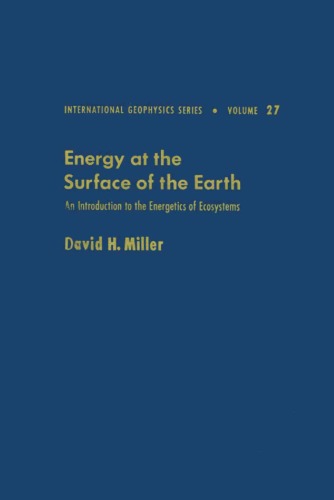 INTERNATIONAL GEOPHYSICS SERIES • VOLUME 27
Energy at the
Surface of the Earth
An Introduction to the Energetics of Ecosystems
David H. Miller